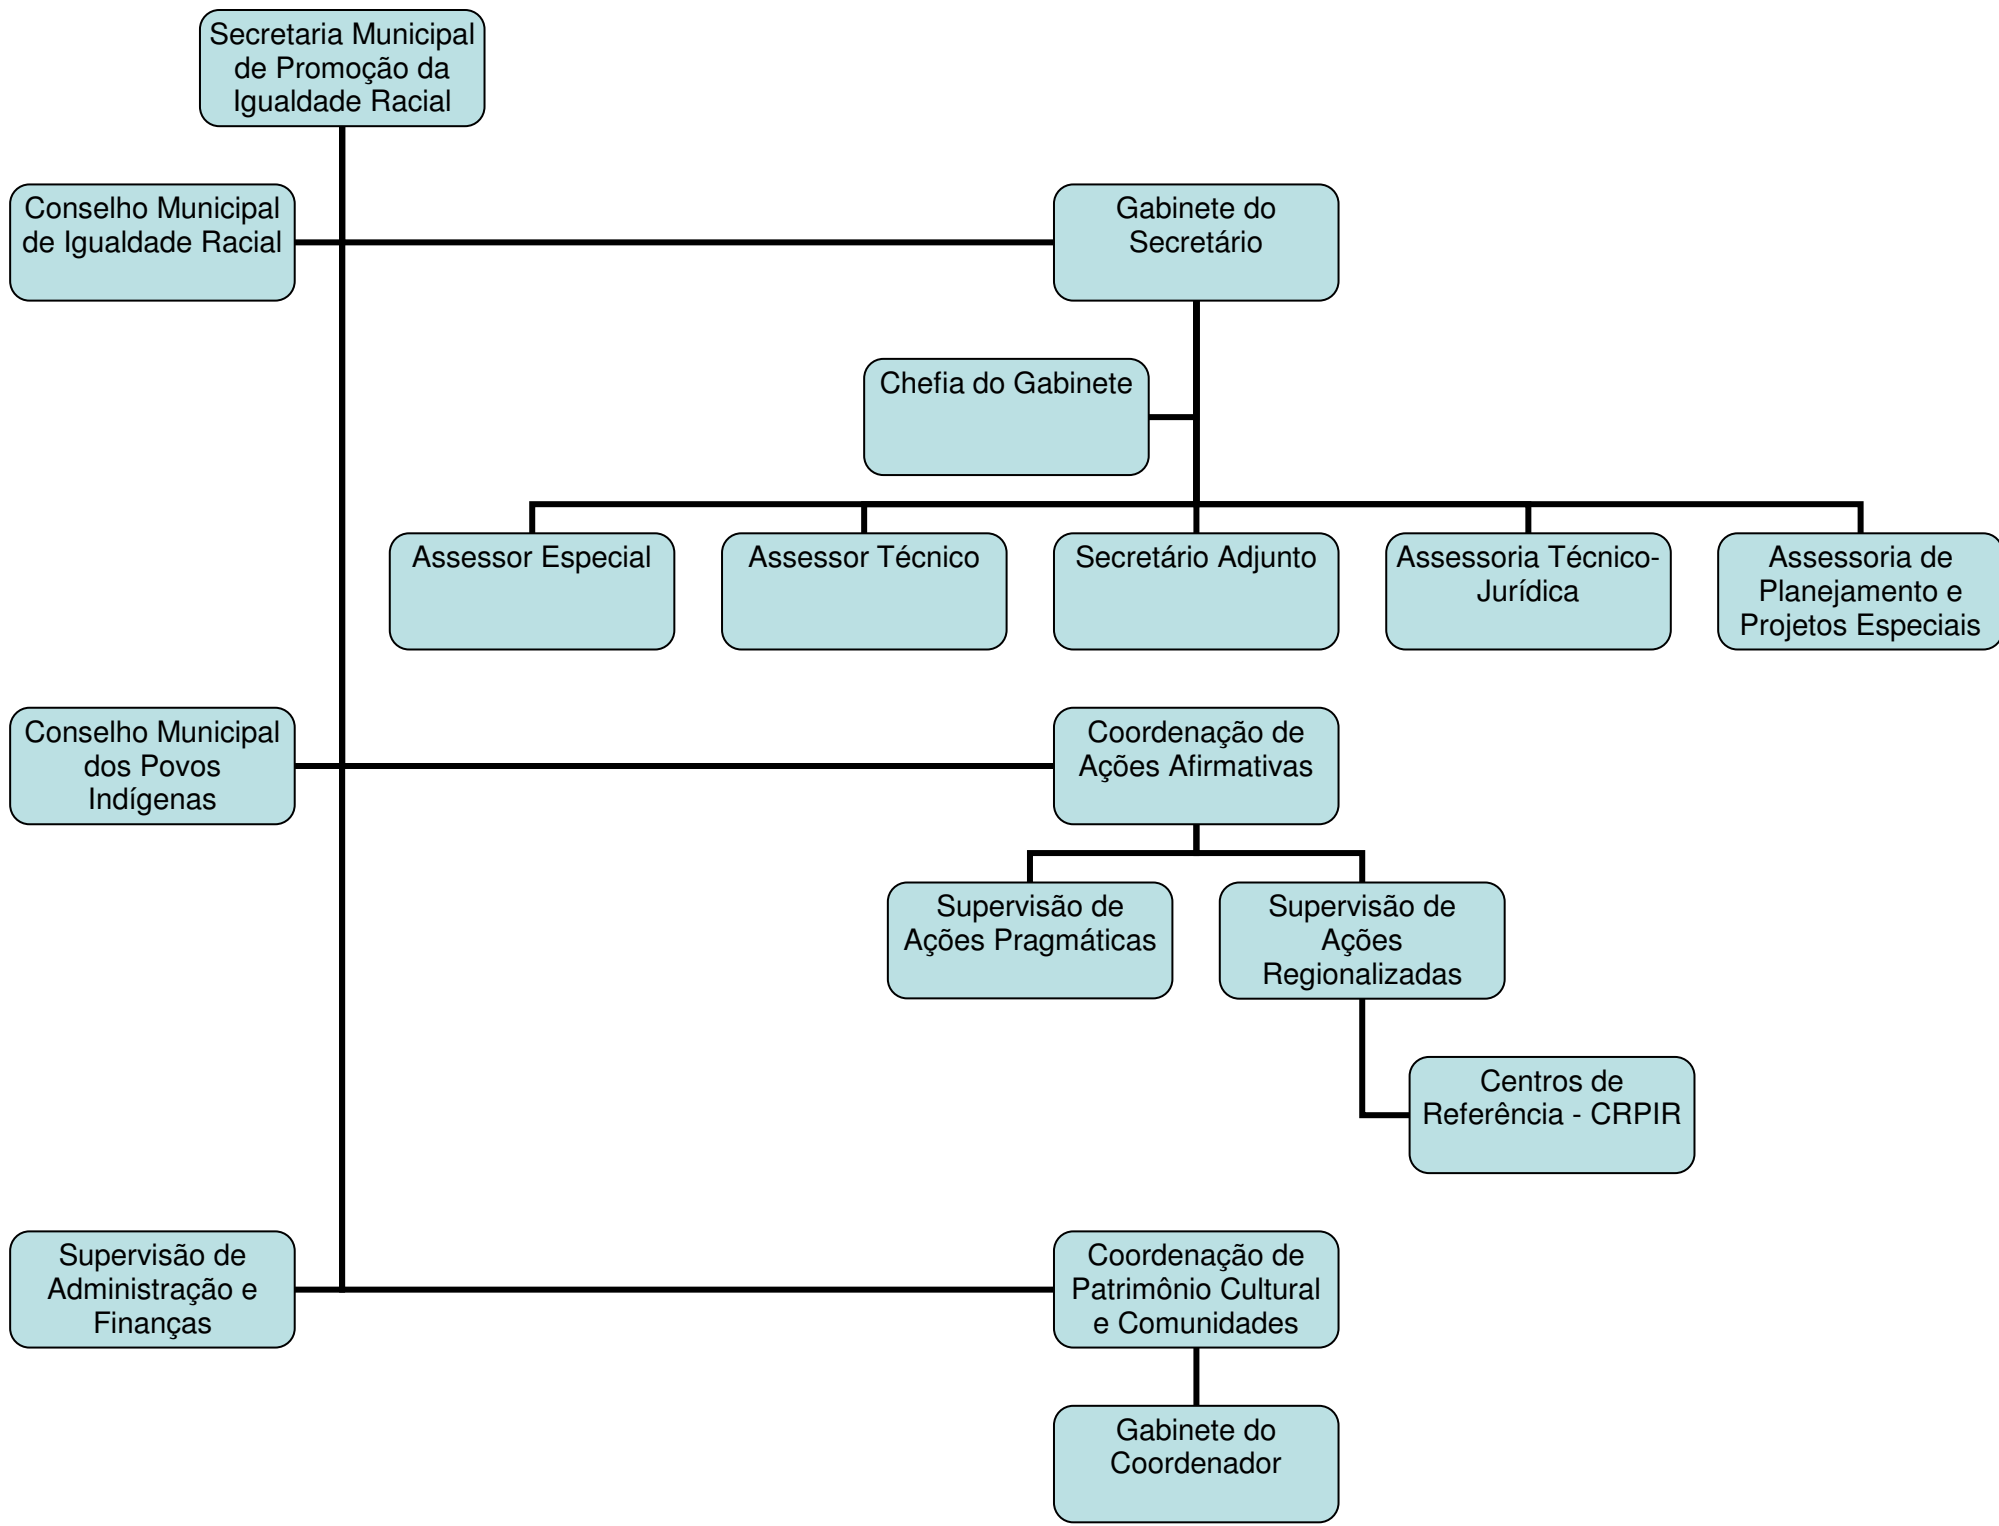 Secretaria Municipal
de Promoção da
Igualdade Racial
Conselho Municipal
de Igualdade Racial
Gabinete do
Secretário
Chefia do Gabinete
Assessor Especial
Assessor Técnico
Secretário Adjunto
Assessoria Técnico-
Jurídica
Assessoria de
Planejamento e
Projetos Especiais
Conselho Municipal
dos Povos
Indígenas
Coordenação de
Ações Afirmativas
Supervisão de
Ações Pragmáticas
Supervisão de
Ações
Regionalizadas
Centros de
Referência - CRPIR
Supervisão de
Administração e
Finanças
Coordenação de
Patrimônio Cultural
e Comunidades
Gabinete do
Coordenador